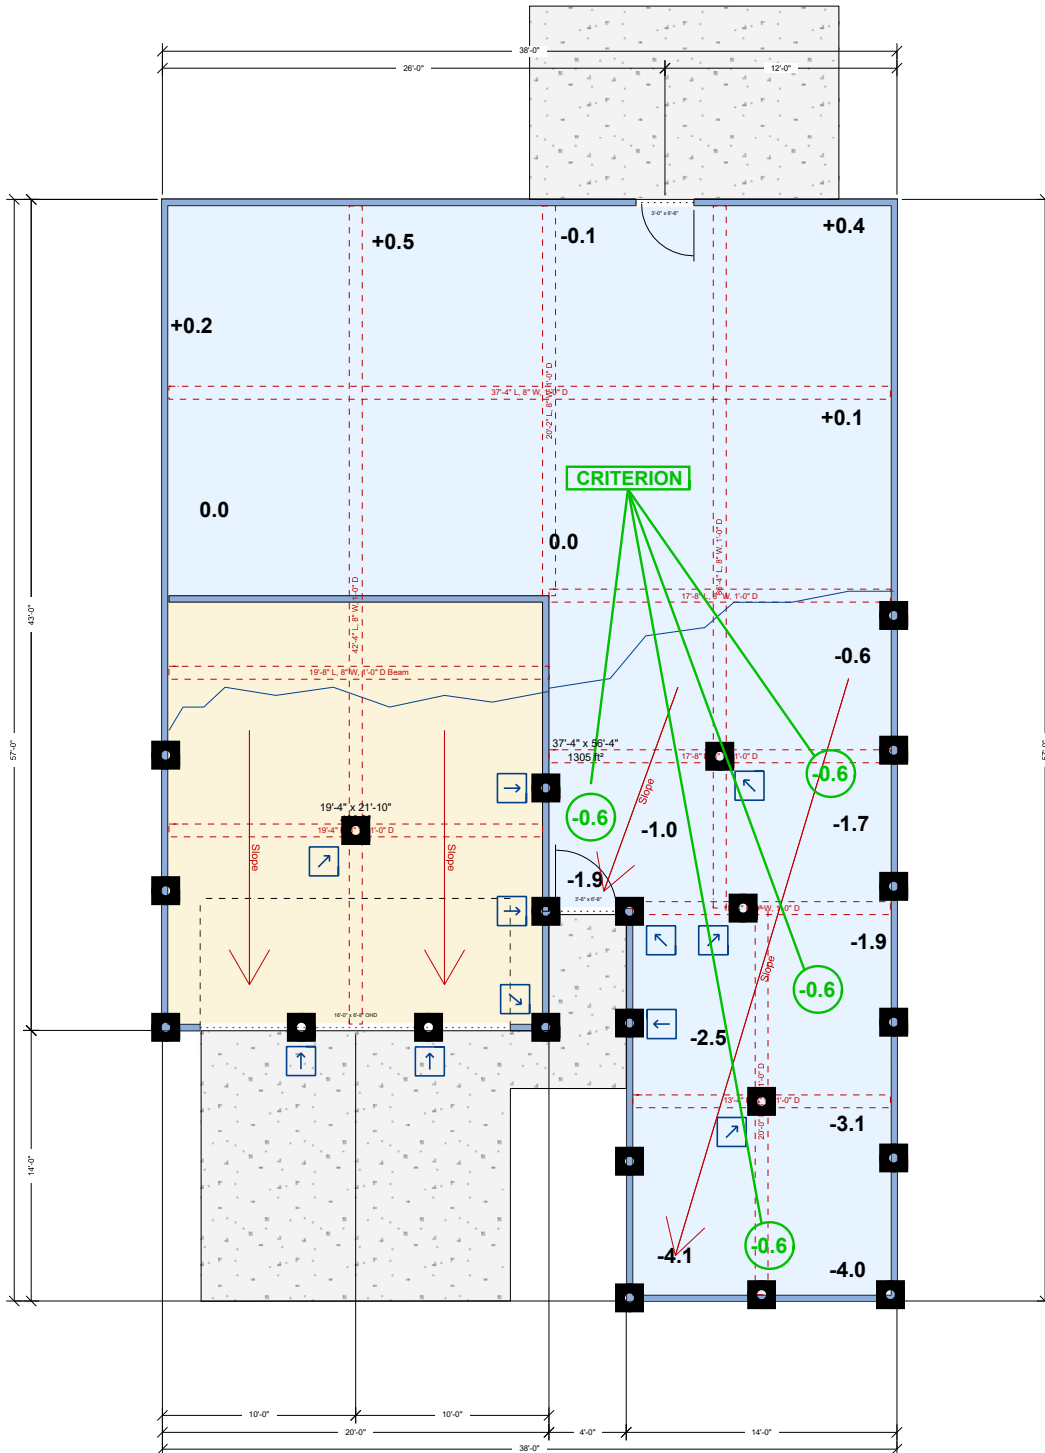 38'-0"
26'-0"
12'-0"
3'-0" x 6'-8"
+0.5
-0.1
+0.4
+0.2
37'-4" L, 8" W, 1'-0" D
20'-2" L, 8" W, 1'-0" D
+0.1
CRITERION
0.0
0.0
42'-4" L, 8" W, 1'-0" D
17'-8" L, 8" W, 1'-0" D
43'-0"
57'-0"
-0.6
19'-8" L, 8" W, 1'-0" D Beam
37'-4" x 56'-4"
1305 ft²
-0.6
Slope
19'-4" x 21'-10"
-0.6
-1.0
-1.7
Slope
Slope
-1.9
3'-6" x 6'-8"
-1.9
Slope
-0.6
16'-0" x 6'-8" OHD
-2.5
-3.1
14'-0"
-4.1
-0.6
-4.0
10'-0"
10'-0"
20'-0"
4'-0"
14'-0"
38'-0"